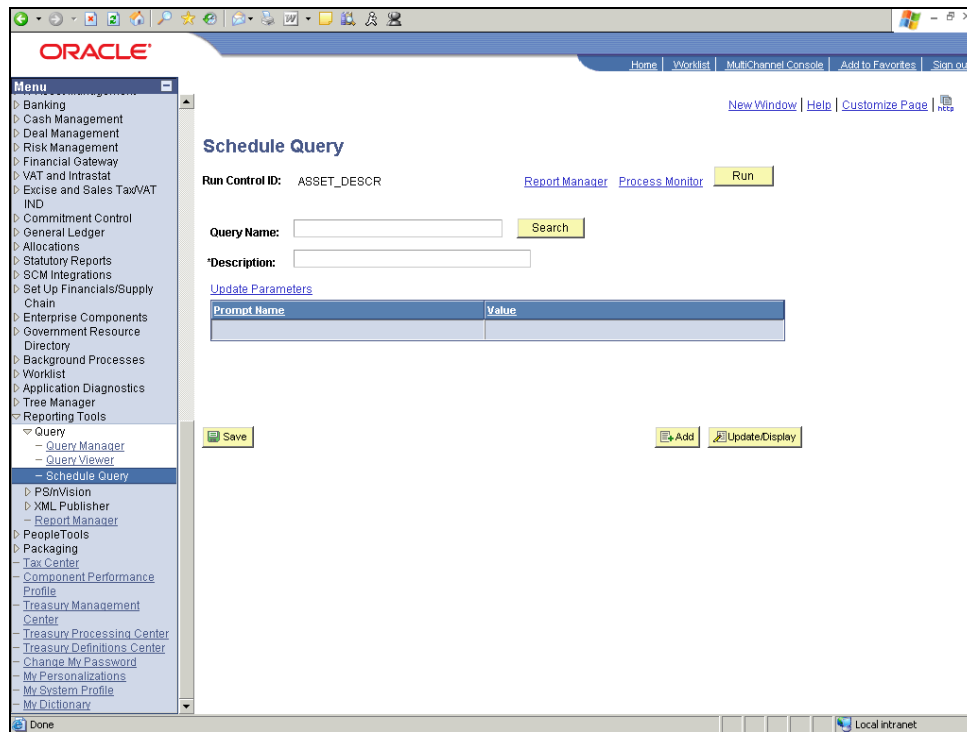 ORACLE
Home | Worklist | MultiChannel Console | Add to Favorites | Sign ou
Menu
Banking
Cash Management
Deal Management
Risk Management
Financial Gateway
VAT and Intrastat
Excise and Sales Tax/VAT
IND
Commitment Control
General Ledger
Allocations
Statutory Reports
SCM Integrations
Set Up Financials/Supply
Chain
Enterprise Components
Government Resource
Directory
Background Processes
Worklist
Application Diagnostics
Tree Manager
Reporting Tools
Query
Query Manager
Query Viewer
Schedule Query
PS/nVision
XML Publisher
Report Manager
PeopleTools
Packaging
Tax Center
Component Performance
Profile
Treasury Management
Center
Treasury Processing Center
Treasury Definitions Center
Change My Password
My Personalizations
My System Profile
My Dictionary
New Window | Help | Customize Page | http
Schedule Query
Run Control ID: ASSET_DESCR Report Manager Process Monitor Run
Query Name: Search
*Description:
Update Parameters
Prompt Name Value
Save Add Update/Display
Done Local intranet